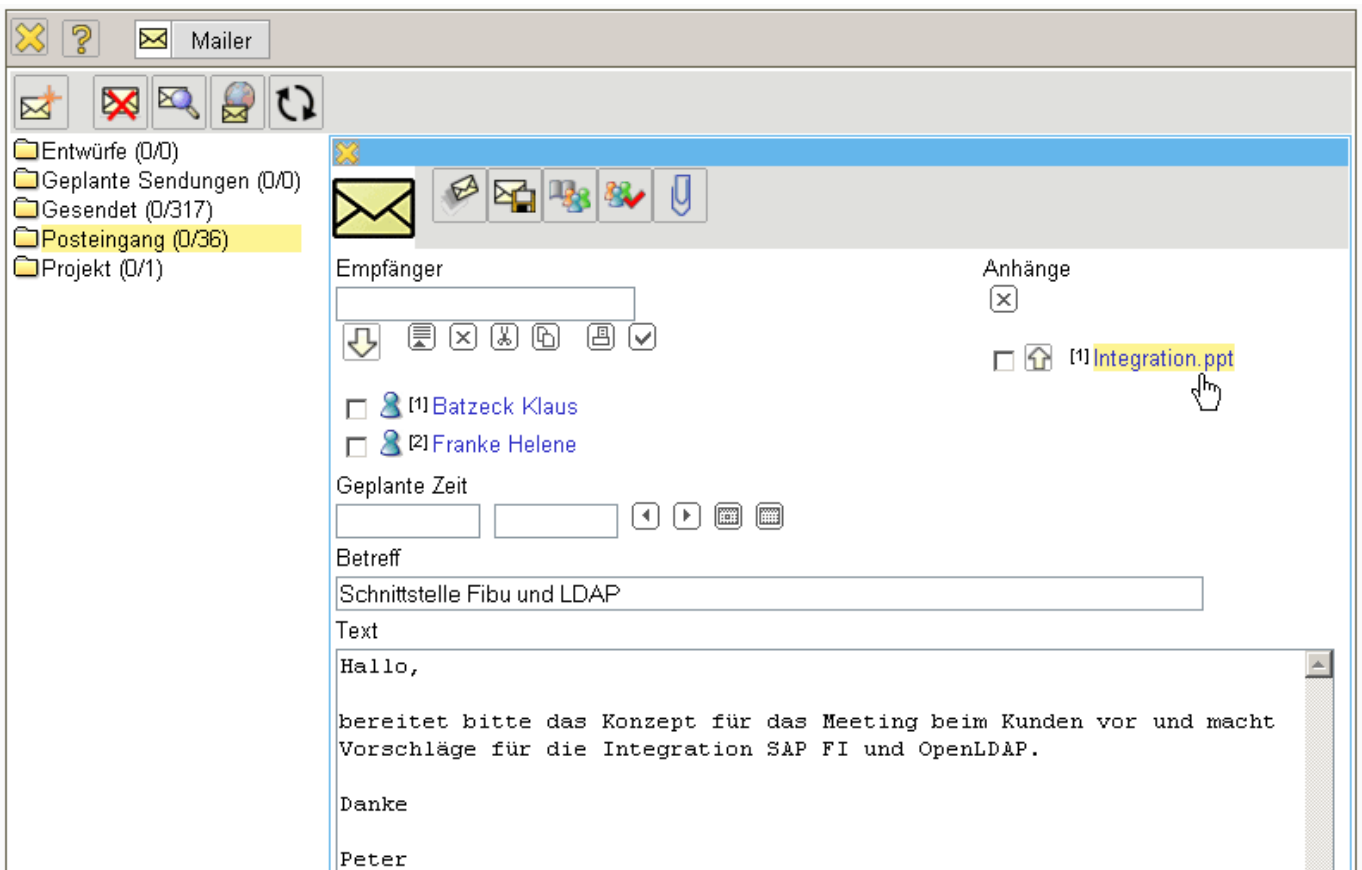 Mailer
Entwürfe (0/0)
Geplante Sendungen (0/0)
Gesendet (0/317)
Posteingang (0/36)
Projekt (0/1)
Empfänger
Anhänge
[1] Integration.ppt
[1] Batzeck Klaus
[2] Franke Helene
Geplante Zeit
Betreff
Schnittstelle Fibu und LDAP
Text
Hallo,
bereitet bitte das Konzept für das Meeting beim Kunden vor und macht
Vorschläge für die Integration SAP FI und OpenLDAP.
Danke
Peter